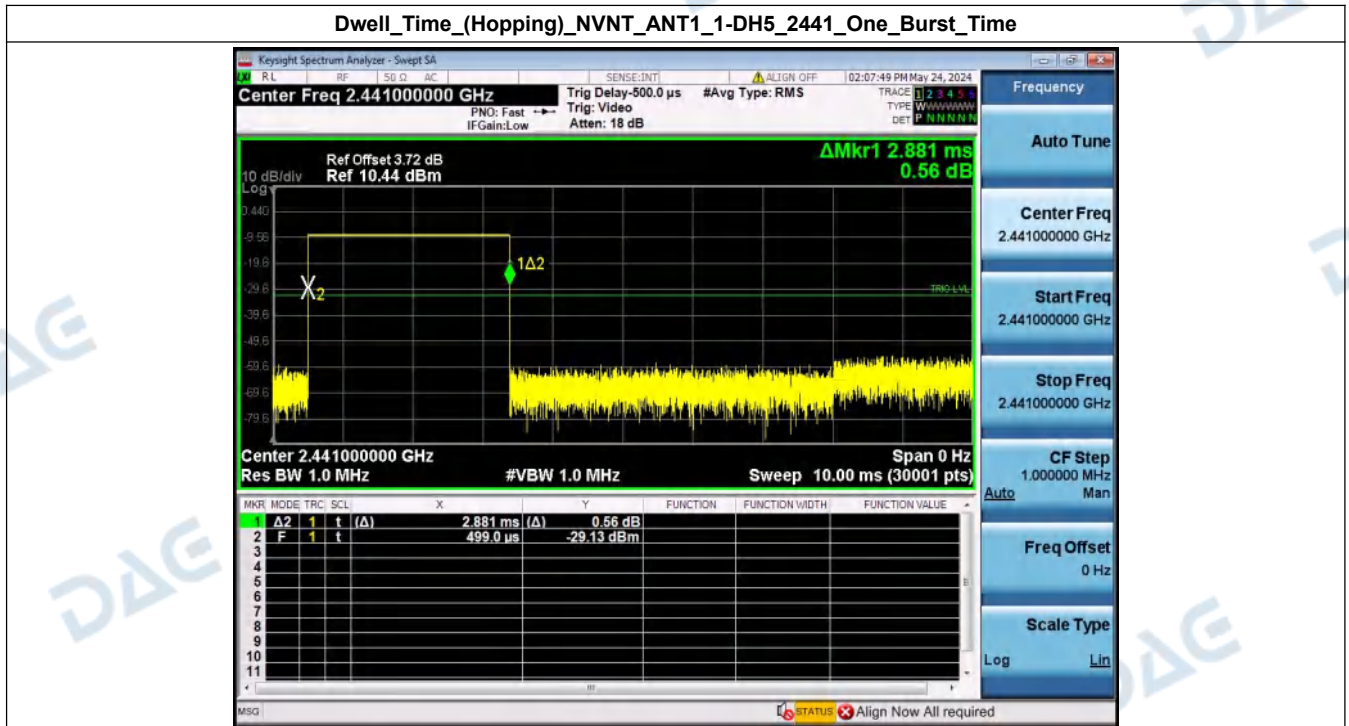 Dwell_Time_(Hopping)_NVNT_ANT1_1-DH5_2441_One_Burst_Time
Keysight Spectrum Analyzer - Swept SA
RL RF 50 Ω AC SENSE:INT ALIGN OFF 02:07:49 PM May 24, 2024
Center Freq 2.441000000 GHz
PNO: Fast
IFGain:Low
Trig Delay-500.0 µs
Trig: Video
Atten: 18 dB
#Avg Type: RMS
TRACE 1 2 3 4 5 6
TYPE WWWWWW
DET P N N N N N
ΔMkr1 2.881 ms
0.56 dB
Ref Offset 3.72 dB
10 dB/div Ref 10.44 dBm
Log
0.440
-9.56
-19.6
-29.6
-39.6
-49.6
-59.6
-69.6
-79.6
1Δ2
X2
TRIG LVL
Center 2.441000000 GHz Span 0 Hz
Res BW 1.0 MHz #VBW 1.0 MHz Sweep 10.00 ms (30001 pts)
MKR MODE TRC SCL X Y FUNCTION FUNCTION WIDTH FUNCTION VALUE
1 Δ2 1 t (Δ) 2.881 ms (Δ) 0.56 dB
2 F 1 t 499.0 µs -29.13 dBm
3
4
5
6
7
8
9
10
11
MSG STATUS Align Now All required
Frequency
Auto Tune
Center Freq
2.441000000 GHz
Start Freq
2.441000000 GHz
Stop Freq
2.441000000 GHz
CF Step
1.000000 MHz
Auto Man
Freq Offset
0 Hz
Scale Type
Log Lin
DAG
DAG